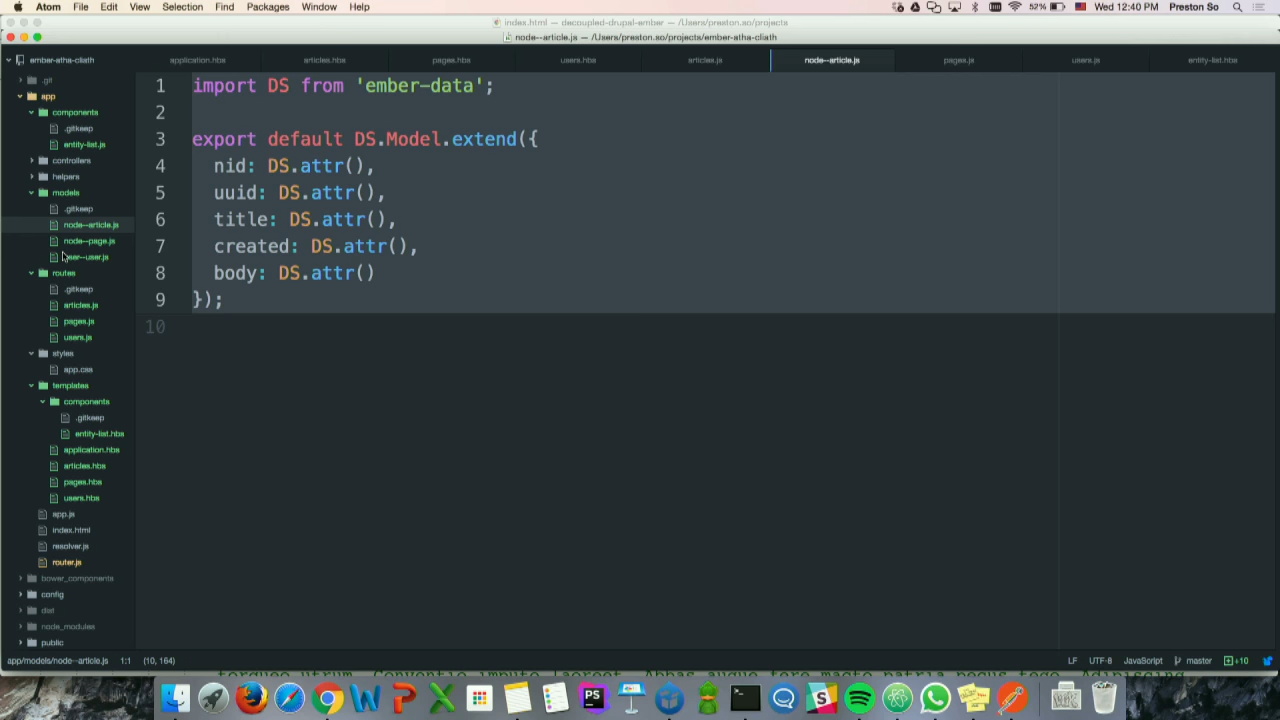 Atom File Edit View Selection Find Packages Window Help 52% Wed 12:40 PM Preston So
index.html — decoupled-drupal-ember — /Users/preston.so/projects
node--article.js — /Users/preston.so/projects/ember-atha-cliath
ember-atha-cliath application.hbs articles.hbs pages.hbs users.hbs articles.js node--article.js pages.js users.js entity-list.hbs
.git
app
components
.gitkeep
entity-list.js
controllers
helpers
models
.gitkeep
node--article.js
node--page.js
user--user.js
routes
.gitkeep
articles.js
pages.js
users.js
styles
app.css
templates
components
.gitkeep
entity-list.hbs
application.hbs
articles.hbs
pages.hbs
users.hbs
app.js
index.html
resolver.js
router.js
bower_components
config
dist
node_modules
public
1 import DS from 'ember-data';
2
3 export default DS.Model.extend({
4 nid: DS.attr(),
5 uuid: DS.attr(),
6 title: DS.attr(),
7 created: DS.attr(),
8 body: DS.attr()
9 });
10
app/models/node--article.js 1:1 (10, 164) LF UTF-8 JavaScript master +10